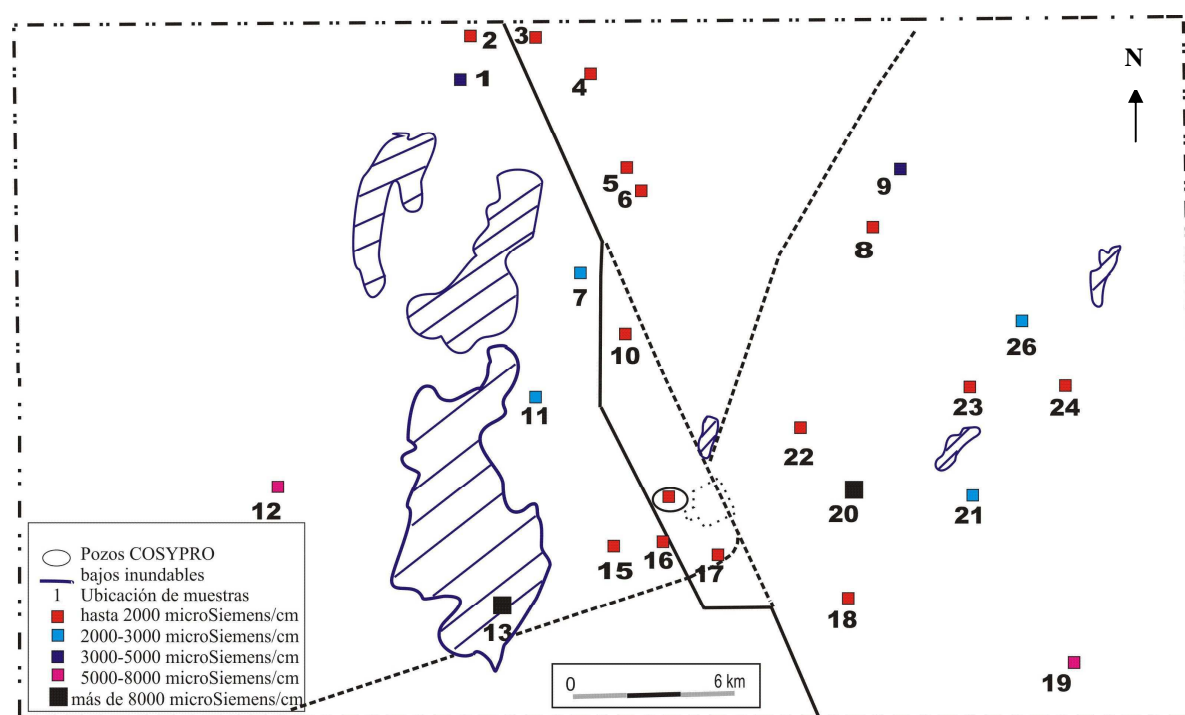 2
3
N
1
4
5
6
9
8
7
10
26
11
23
24
22
12
20
21
Pozos COSYPRO
bajos inundables
1 Ubicación de muestras
hasta 2000 microSiemens/cm
2000-3000 microSiemens/cm
3000-5000 microSiemens/cm
5000-8000 microSiemens/cm
más de 8000 microSiemens/cm
15
16
17
18
13
19
0 6 km